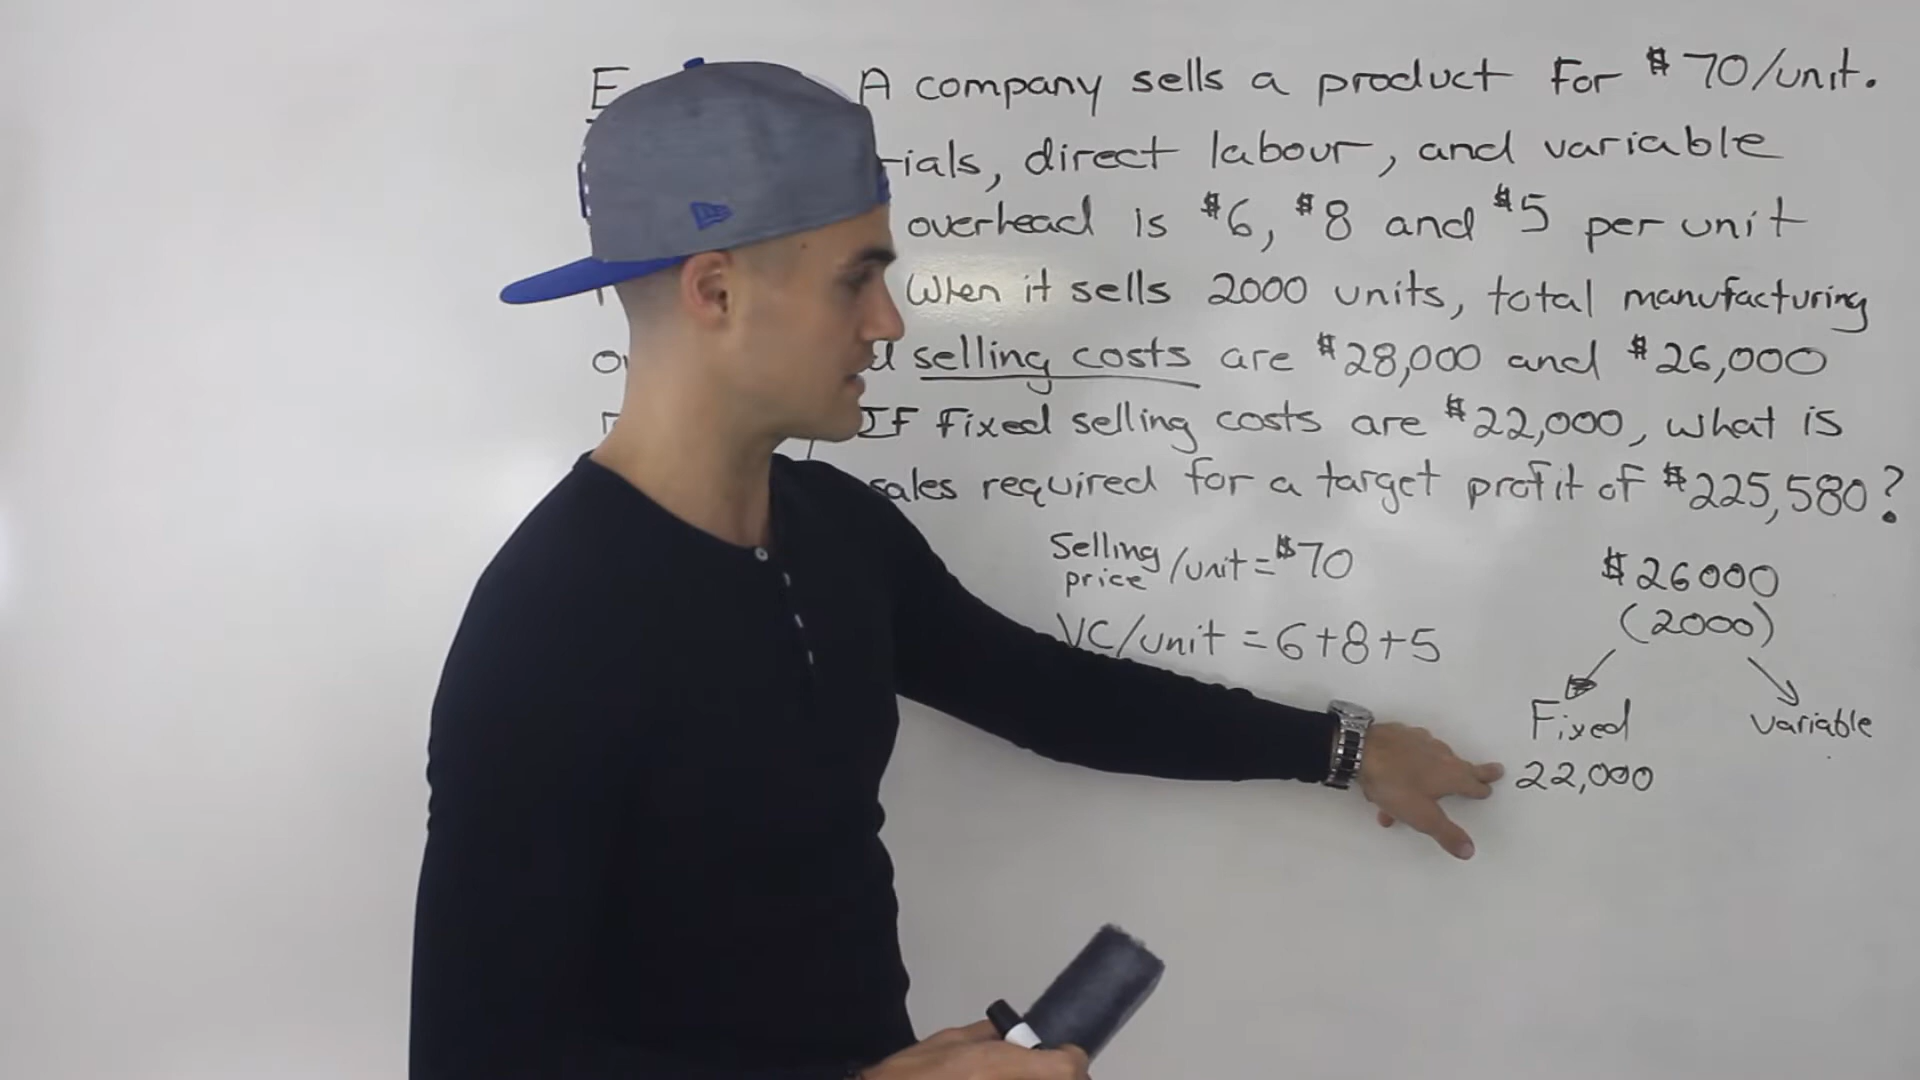 A company sells a product for $70/unit.
direct labour, and variable
overhead is $6, $8 and $5 per unit
When it sells 2000 units, total manufacturing
selling costs are $28,000 and $26,000
If fixed selling costs are $22,000, what is
sales required for a target profit of $225,580?
Selling price /unit = $70
VC/unit = 6+8+5
$26000
(2000)
Fixed
Variable
22,000